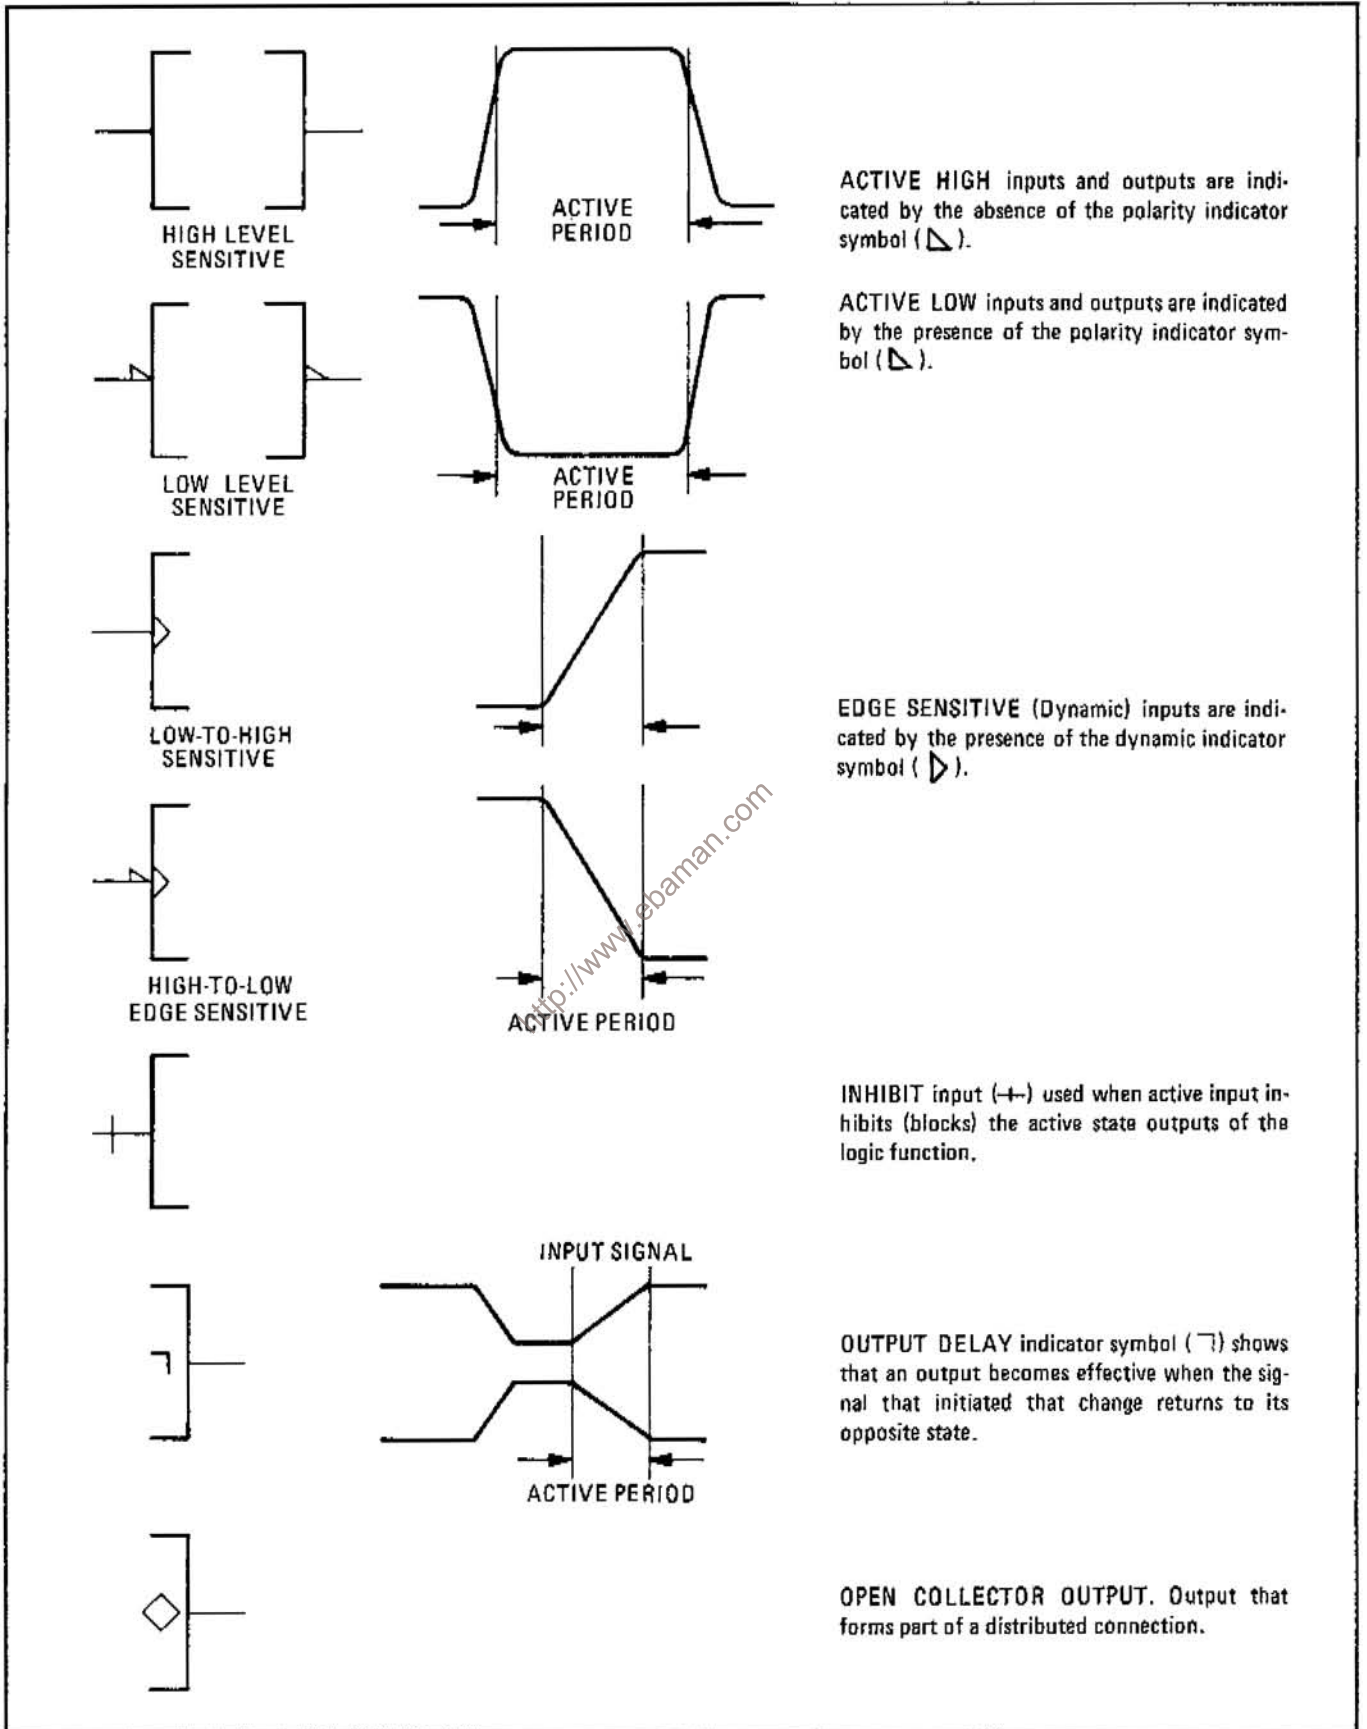 HIGH LEVEL
SENSITIVE
ACTIVE
PERIOD
ACTIVE HIGH inputs and outputs are indi-
cated by the absence of the polarity indicator
symbol ( ).
LOW LEVEL
SENSITIVE
ACTIVE
PERIOD
ACTIVE LOW inputs and outputs are indicated
by the presence of the polarity indicator sym-
bol ( ).
LOW-TO-HIGH
SENSITIVE
EDGE SENSITIVE (Dynamic) inputs are indi-
cated by the presence of the dynamic indicator
symbol ( ).
HIGH-TO-LOW
EDGE SENSITIVE
ACTIVE PERIOD
http://www.ebaman.com
INHIBIT input ( ) used when active input in-
hibits (blocks) the active state outputs of the
logic function.
INPUT SIGNAL
ACTIVE PERIOD
OUTPUT DELAY indicator symbol ( ) shows
that an output becomes effective when the sig-
nal that initiated that change returns to its
opposite state.
OPEN COLLECTOR OUTPUT. Output that
forms part of a distributed connection.